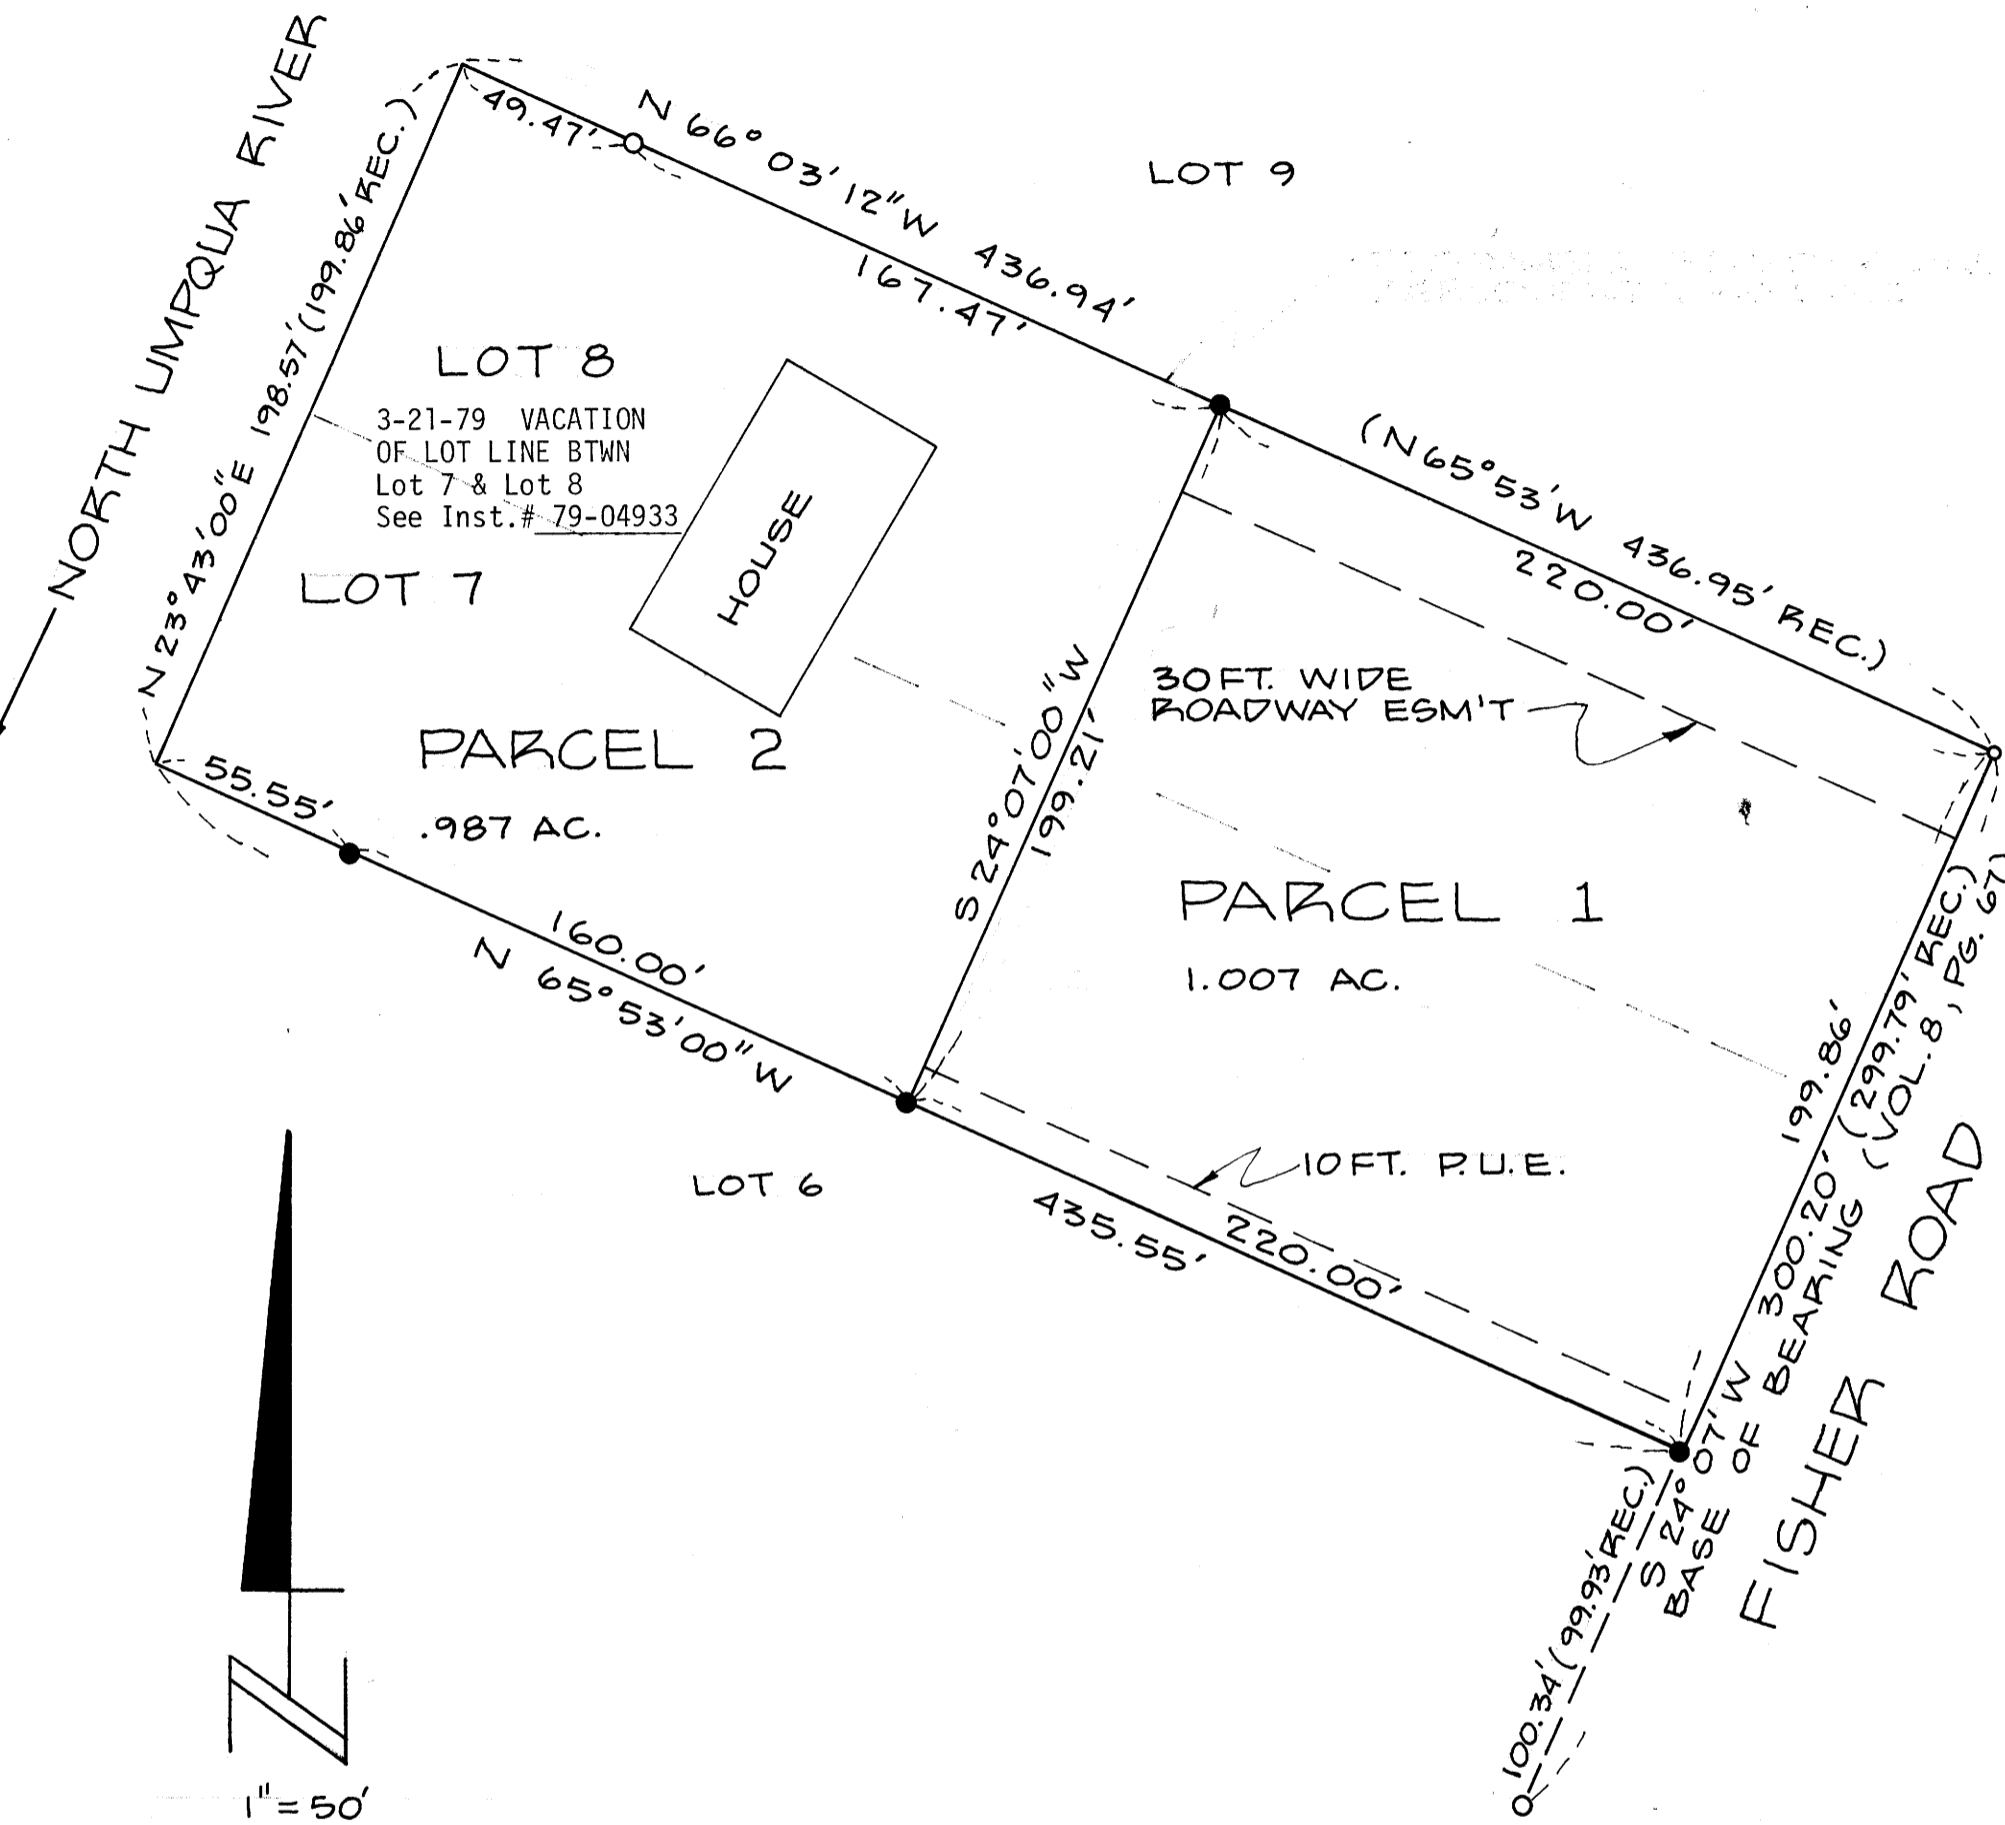 NORTH UMPQUA RIVER
49.47'
N 66° 03' 12" W 436.94'
167.47'
LOT 9
N 23° 43' 00" E 198.57' (199.86' REC.)
LOT 8
3-21-79 VACATION
OF LOT LINE BTWN
Lot 7 & Lot 8
See Inst.# 79-04933
LOT 7
HOUSE
(N 65° 53' W 436.95' REC.)
220.00'
30 FT. WIDE
ROADWAY ESM'T
S 24° 07' 00" W
199.21'
55.55'
PARCEL 2
.987 AC.
PARCEL 1
1.007 AC.
160.00'
N 65° 53' 00" W
LOT 6
10 FT. P.U.E.
435.55'
220.00'
199.86'
S 24° 07' W 300.20' (299.79' REC.)
BASE OF BEARING (VOL. 8, PG. 67)
FISHER ROAD
100.34' (99.93' REC.)
N
1" = 50'